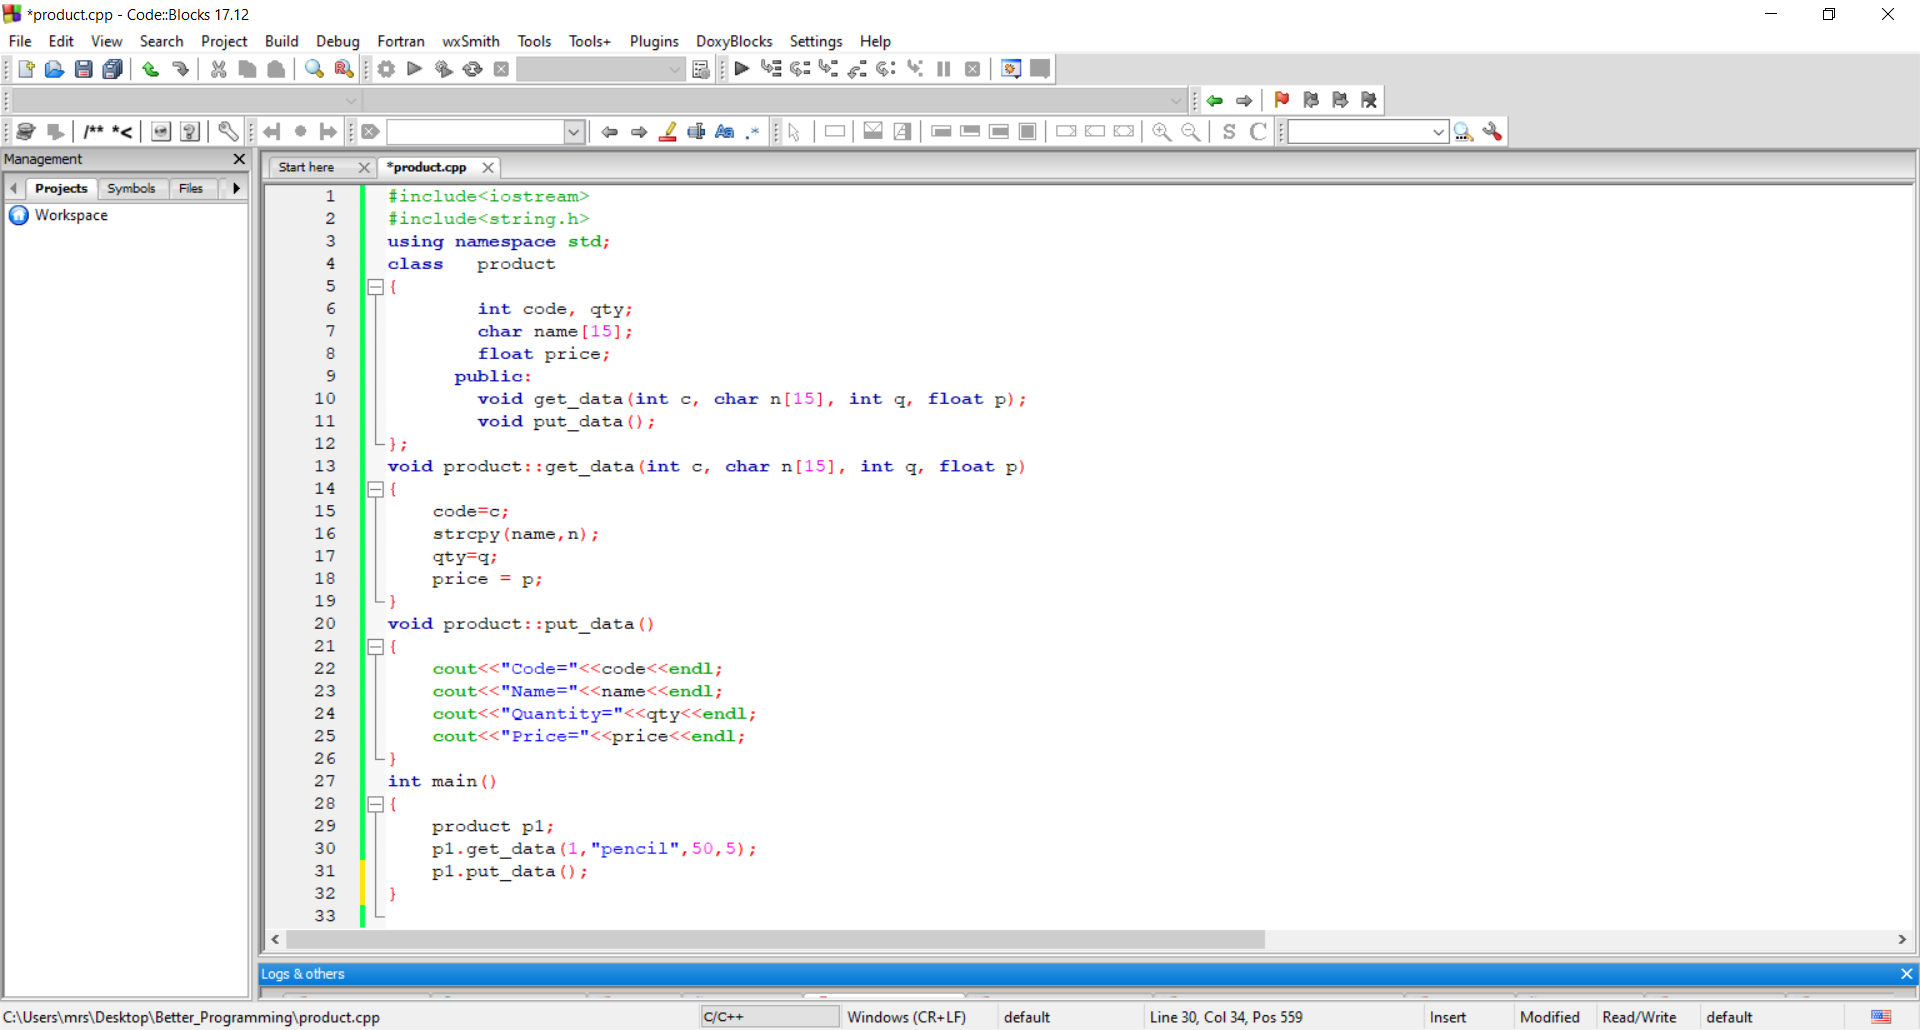 *product.cpp - Code::Blocks 17.12
File Edit View Search Project Build Debug Fortran wxSmith Tools Tools+ Plugins DoxyBlocks Settings Help
/** *<
Aa .*
S C
Management
Start here *product.cpp
Projects Symbols Files
Workspace
1 #include<iostream>
2 #include<string.h>
3 using namespace std;
4 class   product
5 {
6         int code, qty;
7         char name[15];
8         float price;
9       public:
10         void get_data(int c, char n[15], int q, float p);
11         void put_data();
12 };
13 void product::get_data(int c, char n[15], int q, float p)
14 {
15     code=c;
16     strcpy(name,n);
17     qty=q;
18     price = p;
19 }
20 void product::put_data()
21 {
22     cout<<"Code="<<code<<endl;
23     cout<<"Name="<<name<<endl;
24     cout<<"Quantity="<<qty<<endl;
25     cout<<"Price="<<price<<endl;
26 }
27 int main()
28 {
29     product p1;
30     p1.get_data(1,"pencil",50,5);
31     p1.put_data();
32 }
33
Logs & others
C:\Users\mrs\Desktop\Better_Programming\product.cpp C/C++ Windows (CR+LF) default Line 30, Col 34, Pos 559 Insert Modified Read/Write default